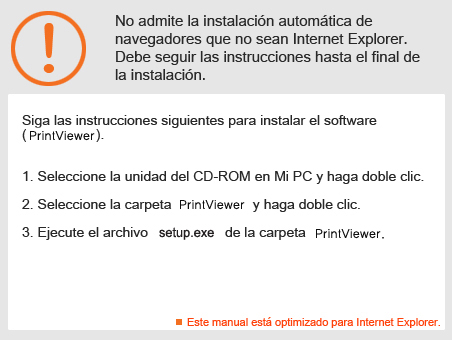 No admite la instalación automática de
navegadores que no sean Internet Explorer.
Debe seguir las instrucciones hasta el final de
la instalación.
Siga las instrucciones siguientes para instalar el software
(PrintViewer).
1. Seleccione la unidad del CD-ROM en Mi PC y haga doble clic.
2. Seleccione la carpeta PrintViewer y haga doble clic.
3. Ejecute el archivo setup.exe de la carpeta PrintViewer.
Este manual está optimizado para Internet Explorer.